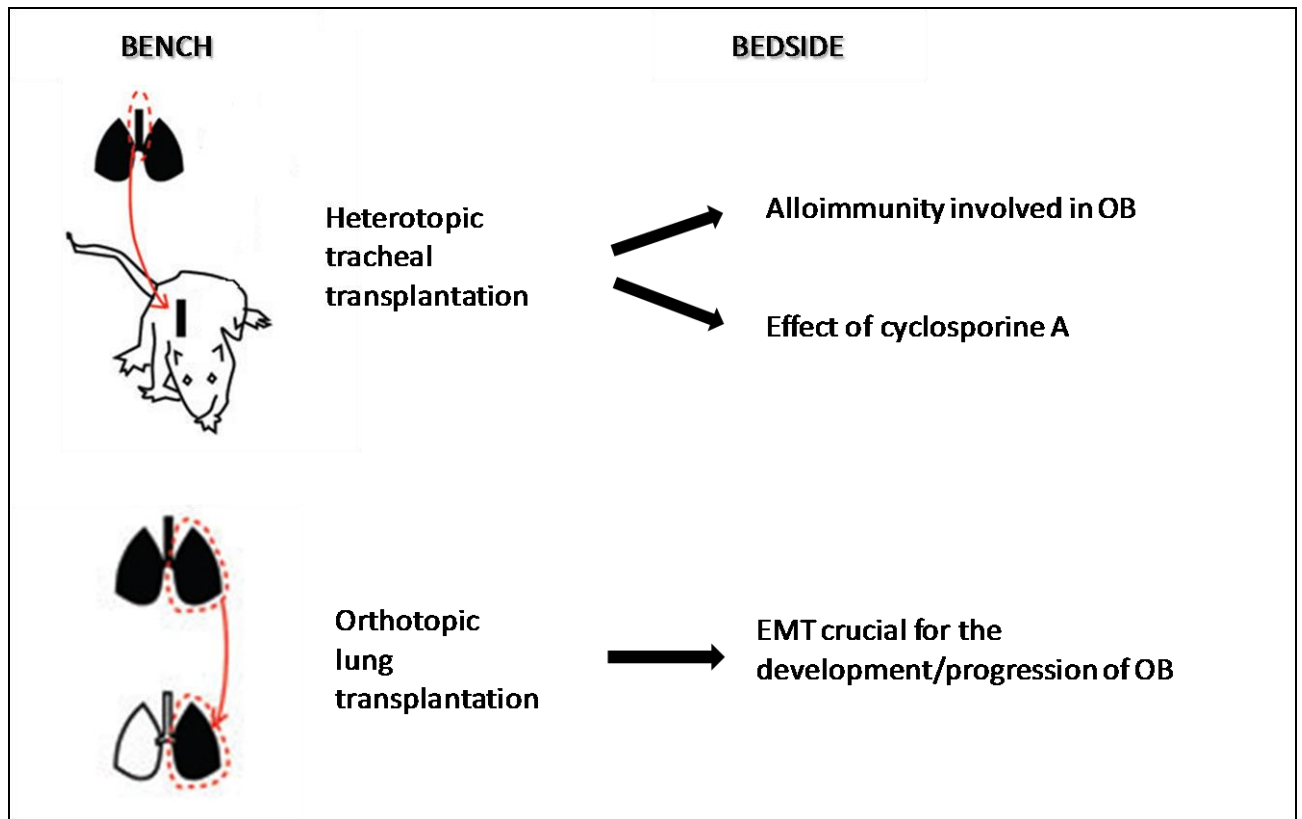 BENCH
BEDSIDE
Heterotopic
tracheal
transplantation
Alloimmunity involved in OB
Effect of cyclosporine A
Orthotopic
lung
transplantation
EMT crucial for the
development/progression of OB